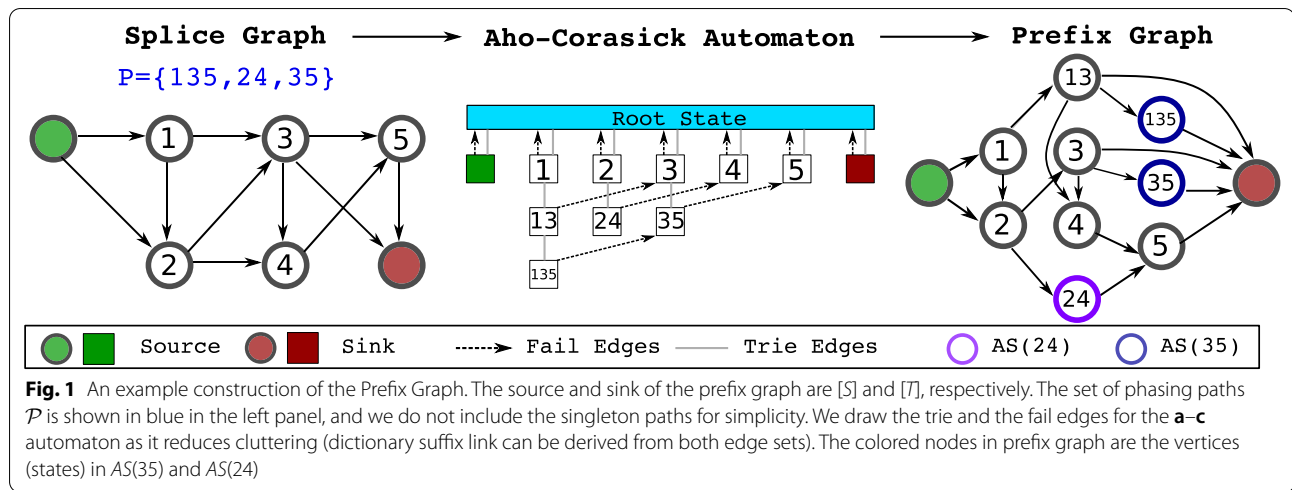 Splice Graph
Aho-Corasick Automaton
Prefix Graph
P={135,24,35}
1
3
5
2
4
Root State
1
2
3
4
5
13
24
35
135
13
135
1
3
35
2
4
5
24
Source
Sink
Fail Edges
Trie Edges
AS(24)
AS(35)
Fig. 1 An example construction of the Prefix Graph. The source and sink of the prefix graph are [S] and [T], respectively. The set of phasing paths
𝒫 is shown in blue in the left panel, and we do not include the singleton paths for simplicity. We draw the trie and the fail edges for the a–c
automaton as it reduces cluttering (dictionary suffix link can be derived from both edge sets). The colored nodes in prefix graph are the vertices
(states) in AS(35) and AS(24)